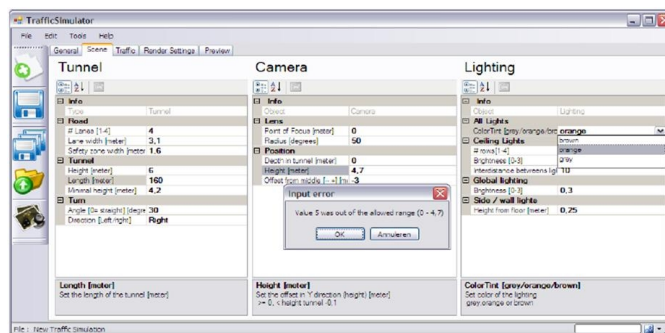 TrafficSimulator
File Edit Tools Help
General Scene Traffic Render Settings Preview
Tunnel
Info
Type Tunnel
Road
# Lanes [1-4] 4
Lane width [meter] 3,1
Safety zone width [meter 1,6
Tunnel
Height [meter] 6
Length [meter] 160
Minimal height [meter] 4,2
Turn
Angle [0= straight] [degre 30
Direction [Left/right] Right
Length [meter]
Set the length of the tunnel [meter]
Camera
Info
Object Camera
Lens
Point of Focus [meter] 0
Radius [degrees] 50
Position
Depth in tunnel [meter] 0
Height [meter] 4,7
Offset from middle [- +] [m -3
Height [meter]
Set the offset in Y direction (height) [meter]
>= 0, < height tunnel -0.1
Input error
Value 5 was out of the allowed range (0 - 4,7)
OK Annuleren
Lighting
Info
Object Lighting
All Lights
ColorTint [grey/orange/bro orange
brown
orange
grey
Ceiling Lights
# rows[1-4]
Brightness [0-3]
Interdistance betweens lig 10
Global lighting
Brightness [0-3] 0,3
Side / wall lights
Height from floor [meter] 0,25
ColorTint [grey/orange/brown]
Set color of the lighting
grey,orange or brown
File : New Traffic Simulation